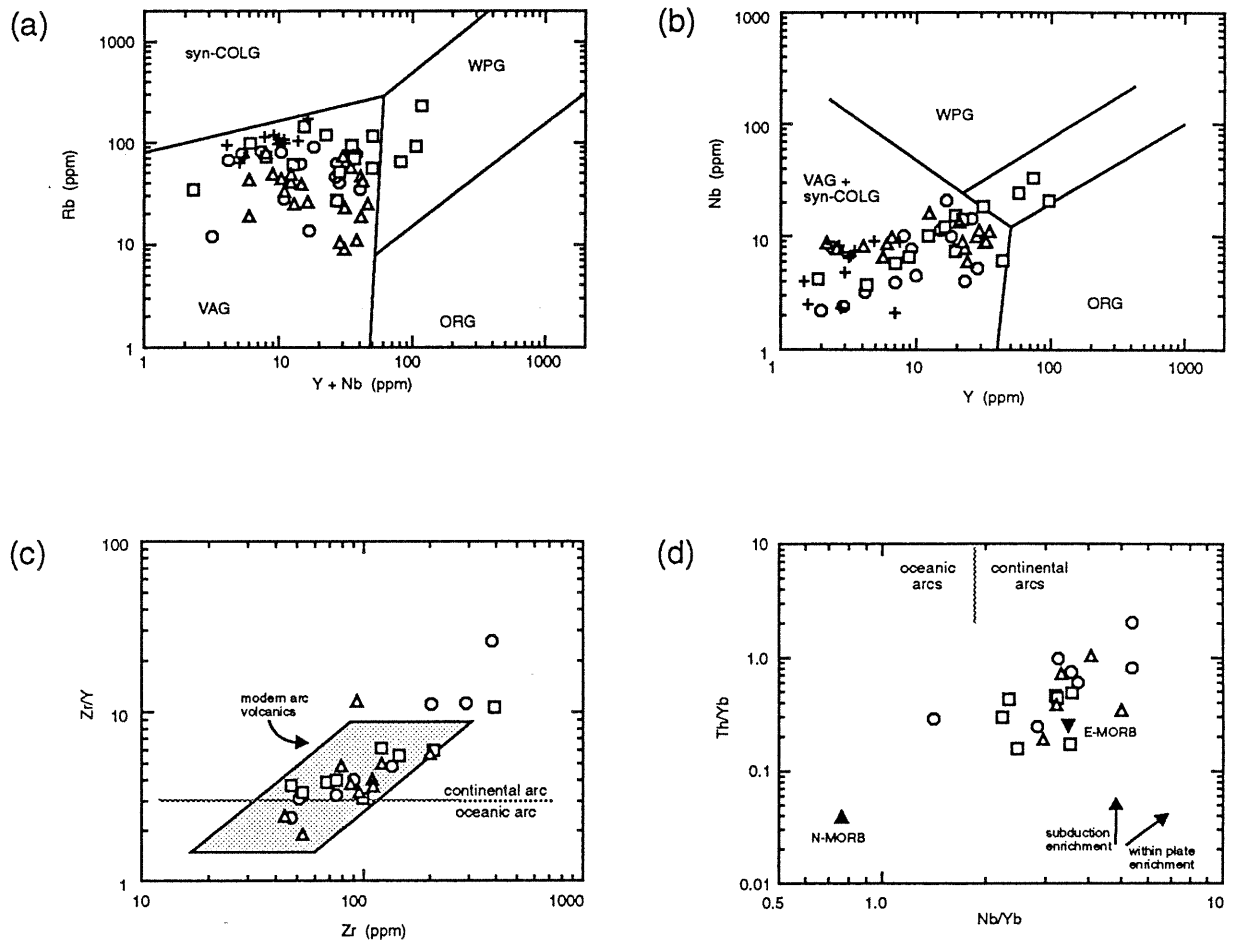 (a)
1000
100
10
1
Rb (ppm)
syn-COLG
WPG
VAG
ORG
1
10
100
1000
Y + Nb (ppm)
(b)
1000
100
10
1
Nb (ppm)
WPG
VAG +
syn-COLG
ORG
1
10
100
1000
Y (ppm)
(c)
100
10
1
Zr/Y
modern arc
volcanics
continental arc
oceanic arc
10
100
1000
Zr (ppm)
(d)
10
1.0
0.1
0.01
Th/Yb
oceanic
arcs
continental
arcs
E-MORB
N-MORB
subduction
enrichment
within plate
enrichment
0.5
1.0
10
Nb/Yb